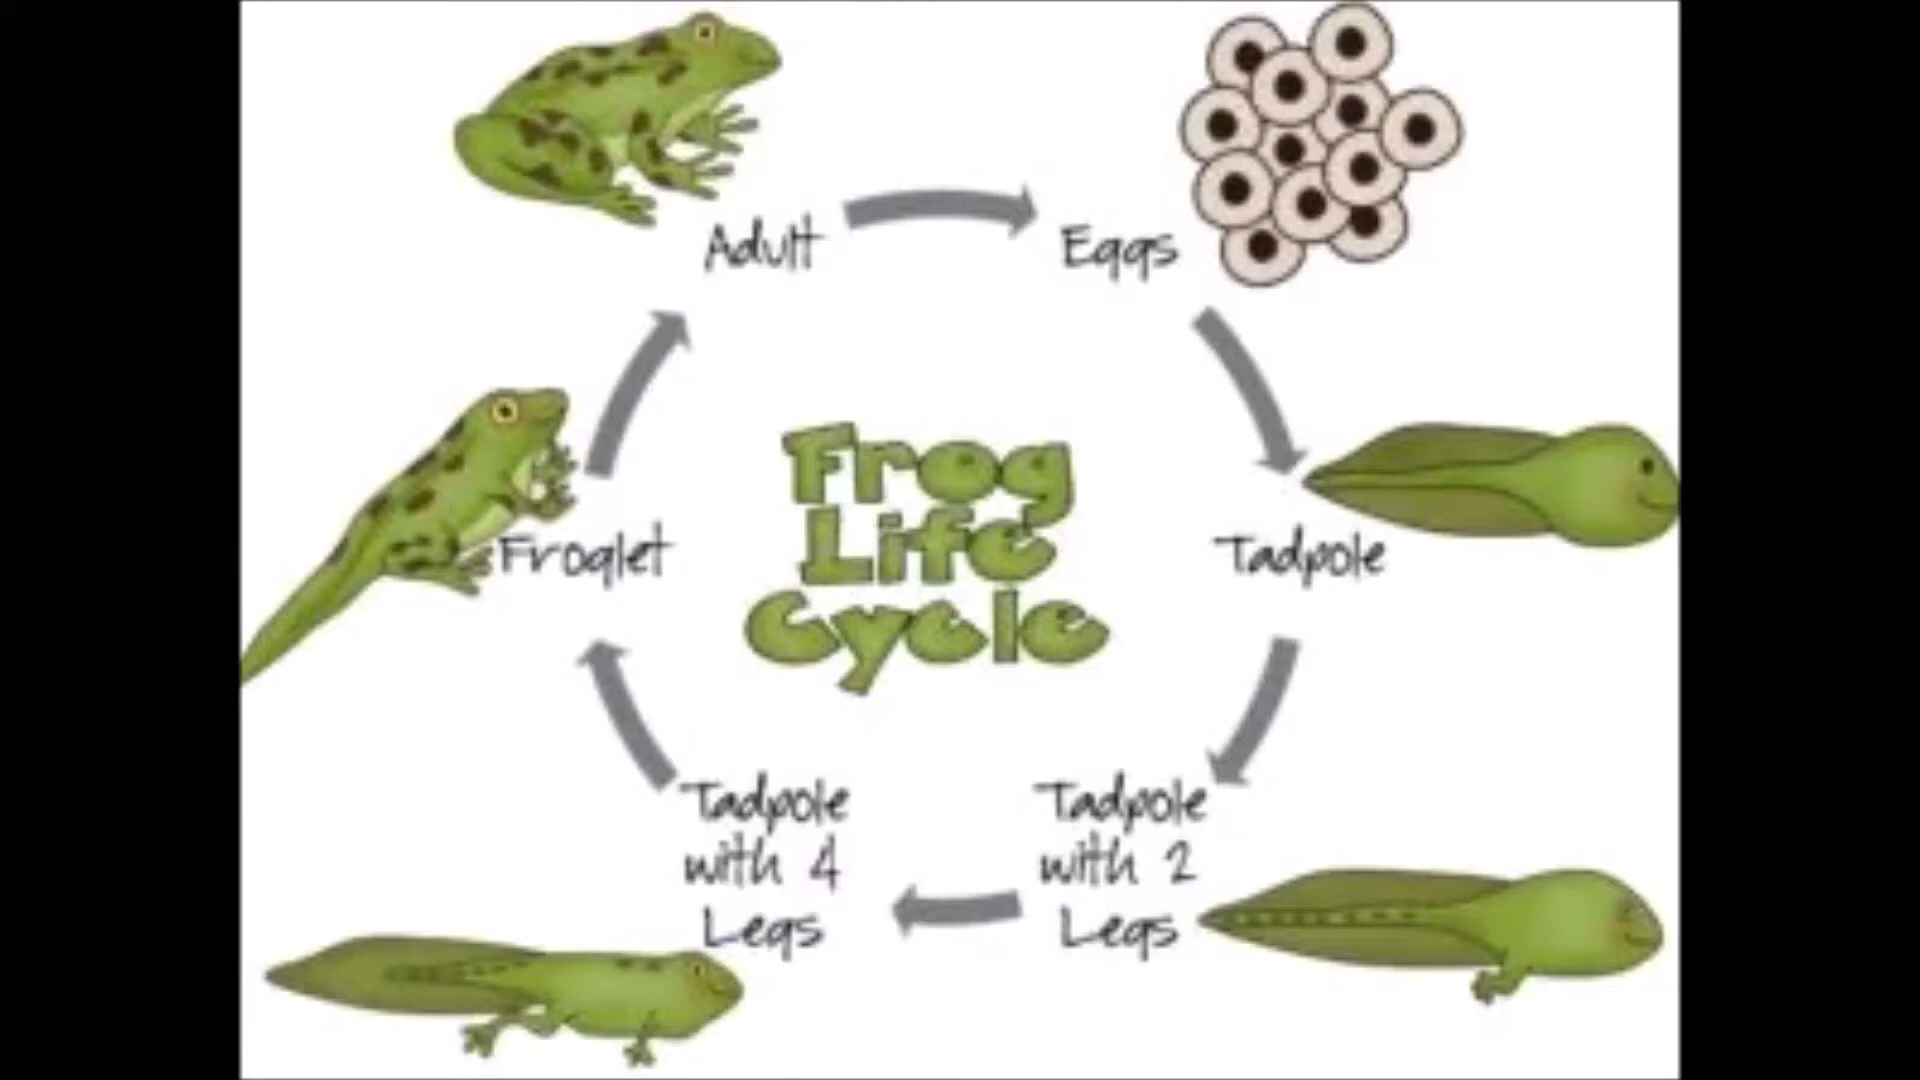 Adult
Eggs
Froglet
Frog
Life
Cycle
Tadpole
Tadpole
with 4
Legs
Tadpole
with 2
Legs